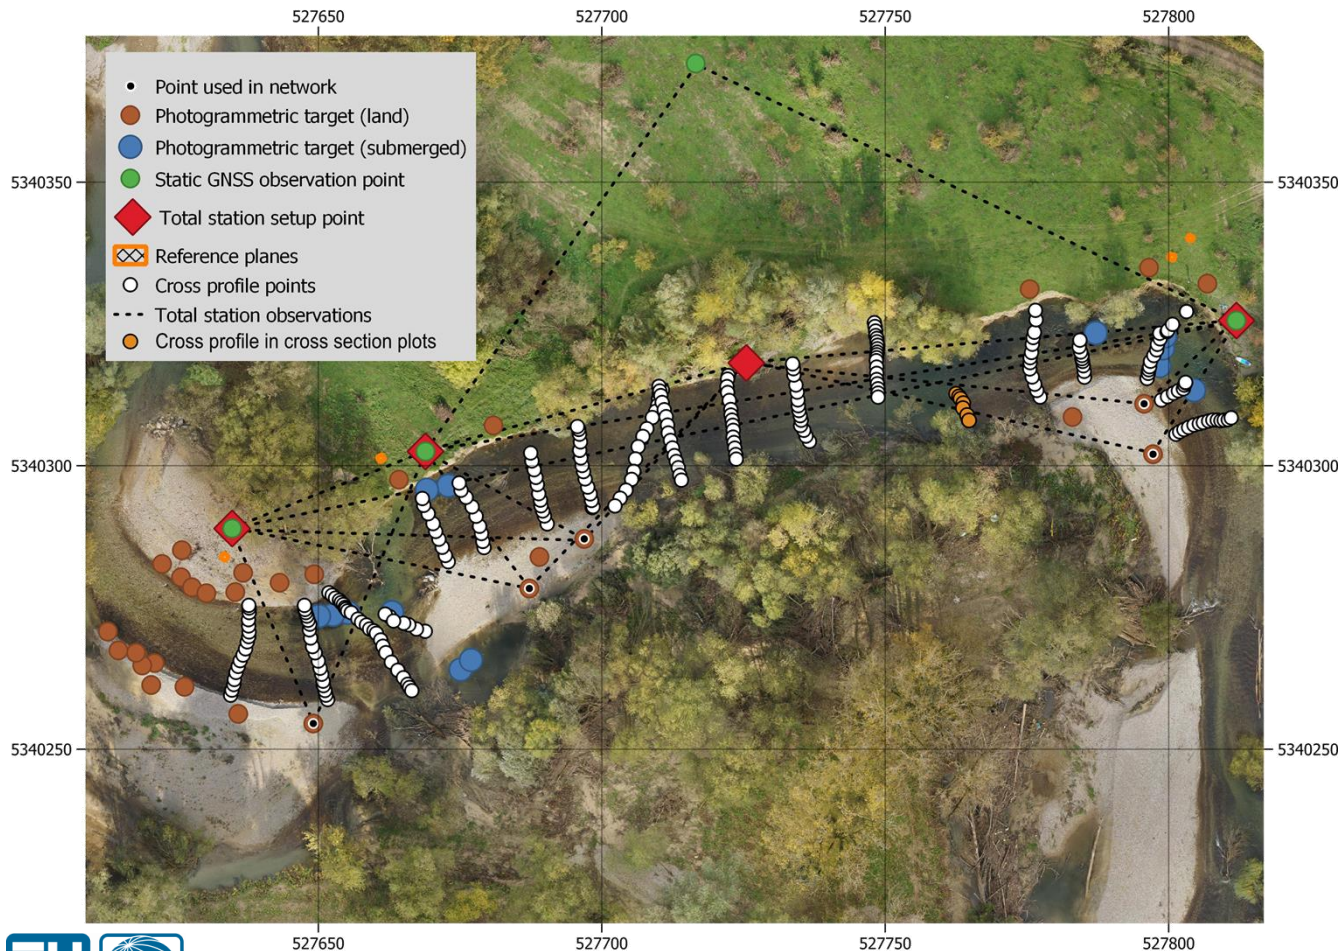 527650 527700 527750 527800
Point used in network
Photogrammetric target (land)
Photogrammetric target (submerged)
5340350 5340350
Static GNSS observation point
Total station setup point
Reference planes
Cross profile points
Total station observations
Cross profile in cross section plots
5340300 5340300
5340250 5340250
527650 527700 527750 527800